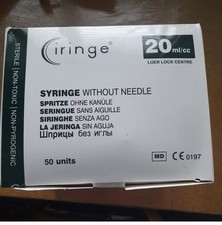 iringe®
20 ml/cc
LUER LOCK CENTRE
STERILE | NON-TOXIC | NON-PYROGENIC
SYRINGE WITHOUT NEEDLE
SPRITZE OHNE KANÜLE
SERINGUE SANS AIGUILLE
SIRINGHE SENZA AGO
LA JERINGA SIN AGUJA
Шприцы без иглы
50 units
MD CE 0197